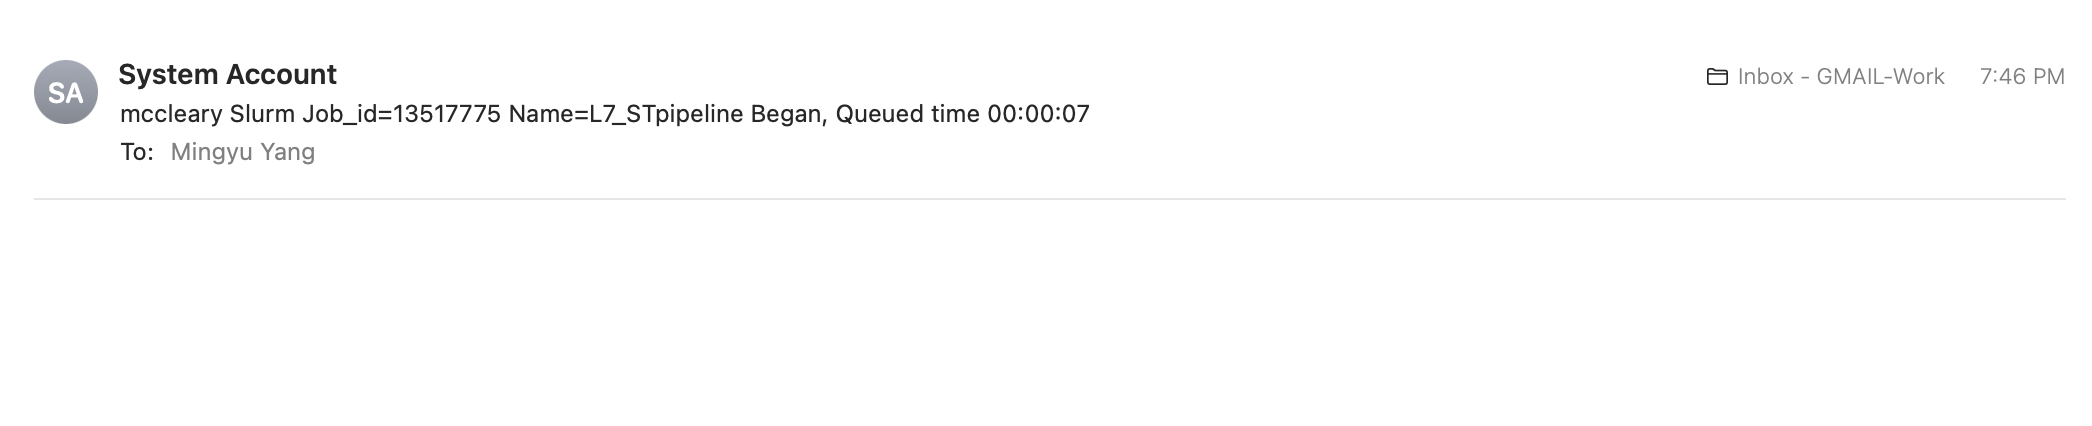 SA
System Account
Inbox - GMAIL-Work 7:46 PM
mccleary Slurm Job_id=13517775 Name=L7_STpipeline Began, Queued time 00:00:07
To: Mingyu Yang